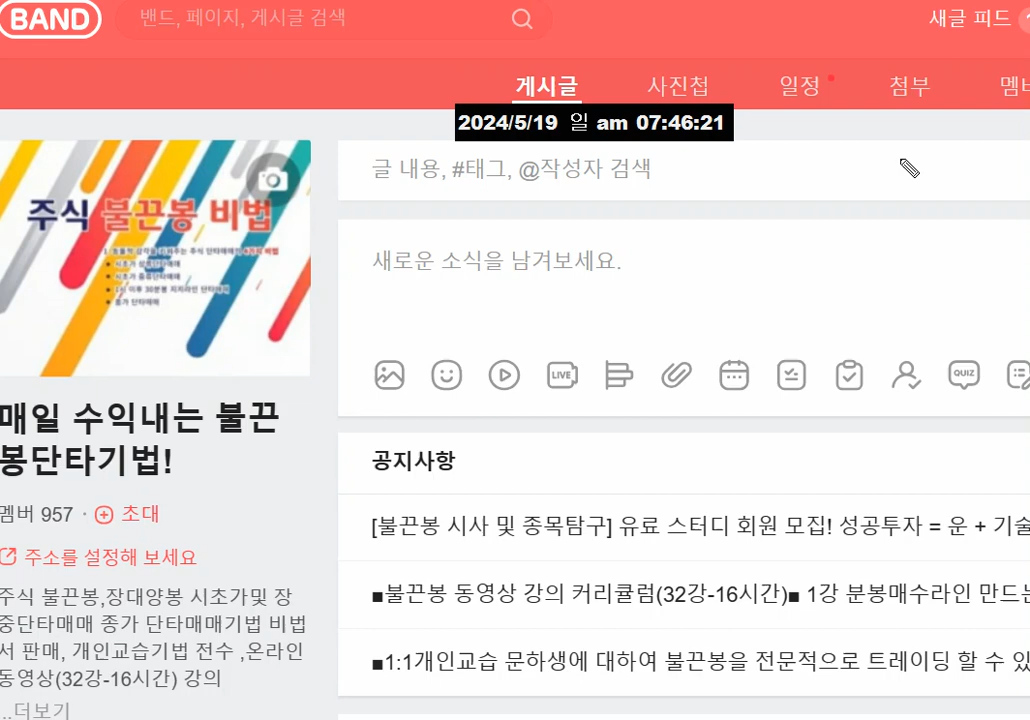 BAND
밴드, 페이지, 게시글 검색
새글 피드
게시글 사진첩 일정 첨부 멤버
2024/5/19 일 am 07:46:21
글 내용, #태그, @작성자 검색
주식 불끈봉 비법
새로운 소식을 남겨보세요.
LIVE
QUIZ
매일 수익내는 불끈
봉단타기법!
멤버 957 · 초대
주소를 설정해 보세요
주식 불끈봉,장대양봉 시초가및 장
중단타매매 종가 단타매매기법 비법
서 판매, 개인교습기법 전수 ,온라인
동영상(32강-16시간) 강의
...더보기
공지사항
[불끈봉 시사 및 종목탐구] 유료 스터디 회원 모집! 성공투자 = 운 + 기술
■불끈봉 동영상 강의 커리큘럼(32강-16시간)■ 1강 분봉매수라인 만드는
■1:1개인교습 문하생에 대하여 불끈봉을 전문적으로 트레이딩 할 수 있